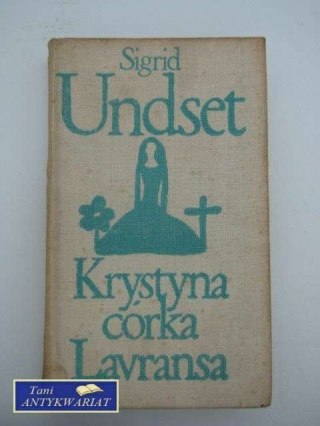 Sigrid
Undset
Krystyna
córka
Lavransa
Tani
ANTYKWARIAT